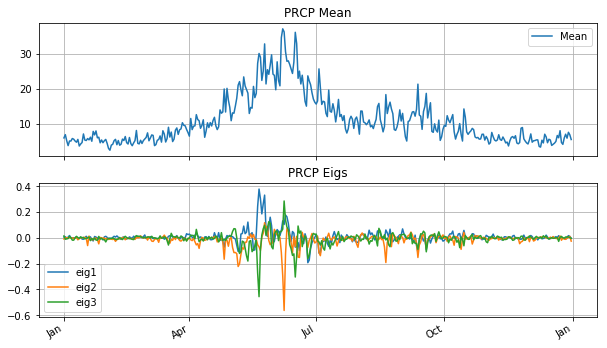 PRCP Mean
Mean
30
20
10
PRCP Eigs
0.4
0.2
0.0
−0.2
−0.4
−0.6
eig1
eig2
eig3
Jan Apr Jul Oct Jan